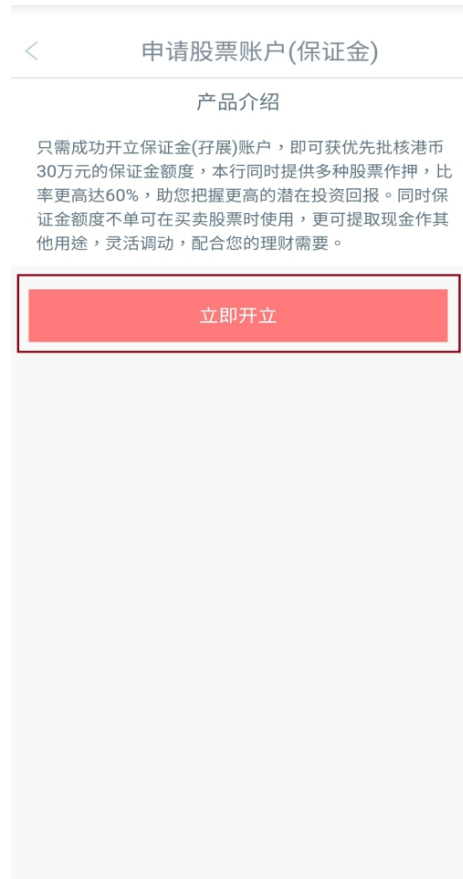 申请股票账户(保证金)
产品介绍
只需成功开立保证金(孖展)账户，即可获优先批核港币
30万元的保证金额度，本行同时提供多种股票作押，比
率更高达60%，助您把握更高的潜在投资回报。同时保
证金额度不单可在买卖股票时使用，更可提取现金作其
他用途，灵活调动，配合您的理财需要。
立即开立